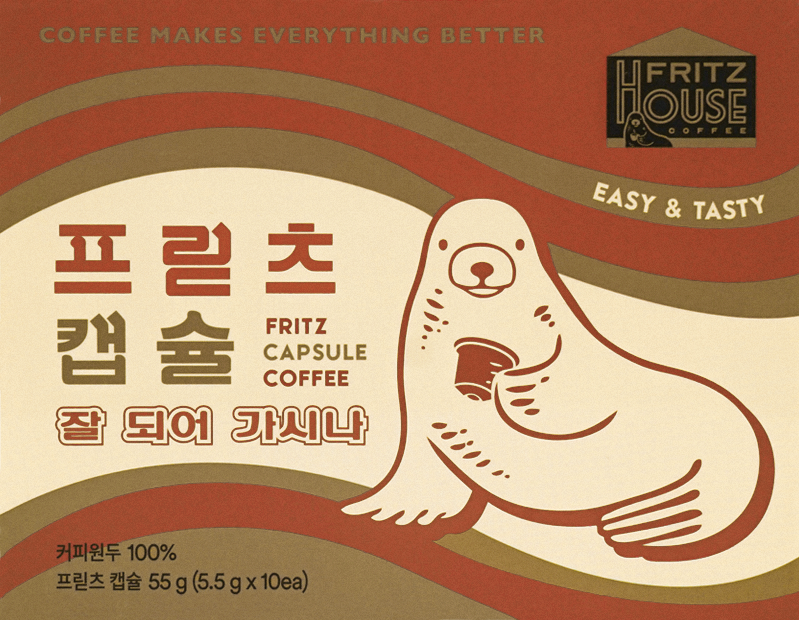 COFFEE MAKES EVERYTHING BETTER
FRITZ
HOUSE
COFFEE
EASY & TASTY
프릳츠
캡슐
FRITZ
CAPSULE
COFFEE
잘 되어 가시나
커피원두 100%
프릳츠 캡슐 55 g (5.5 g x 10ea)